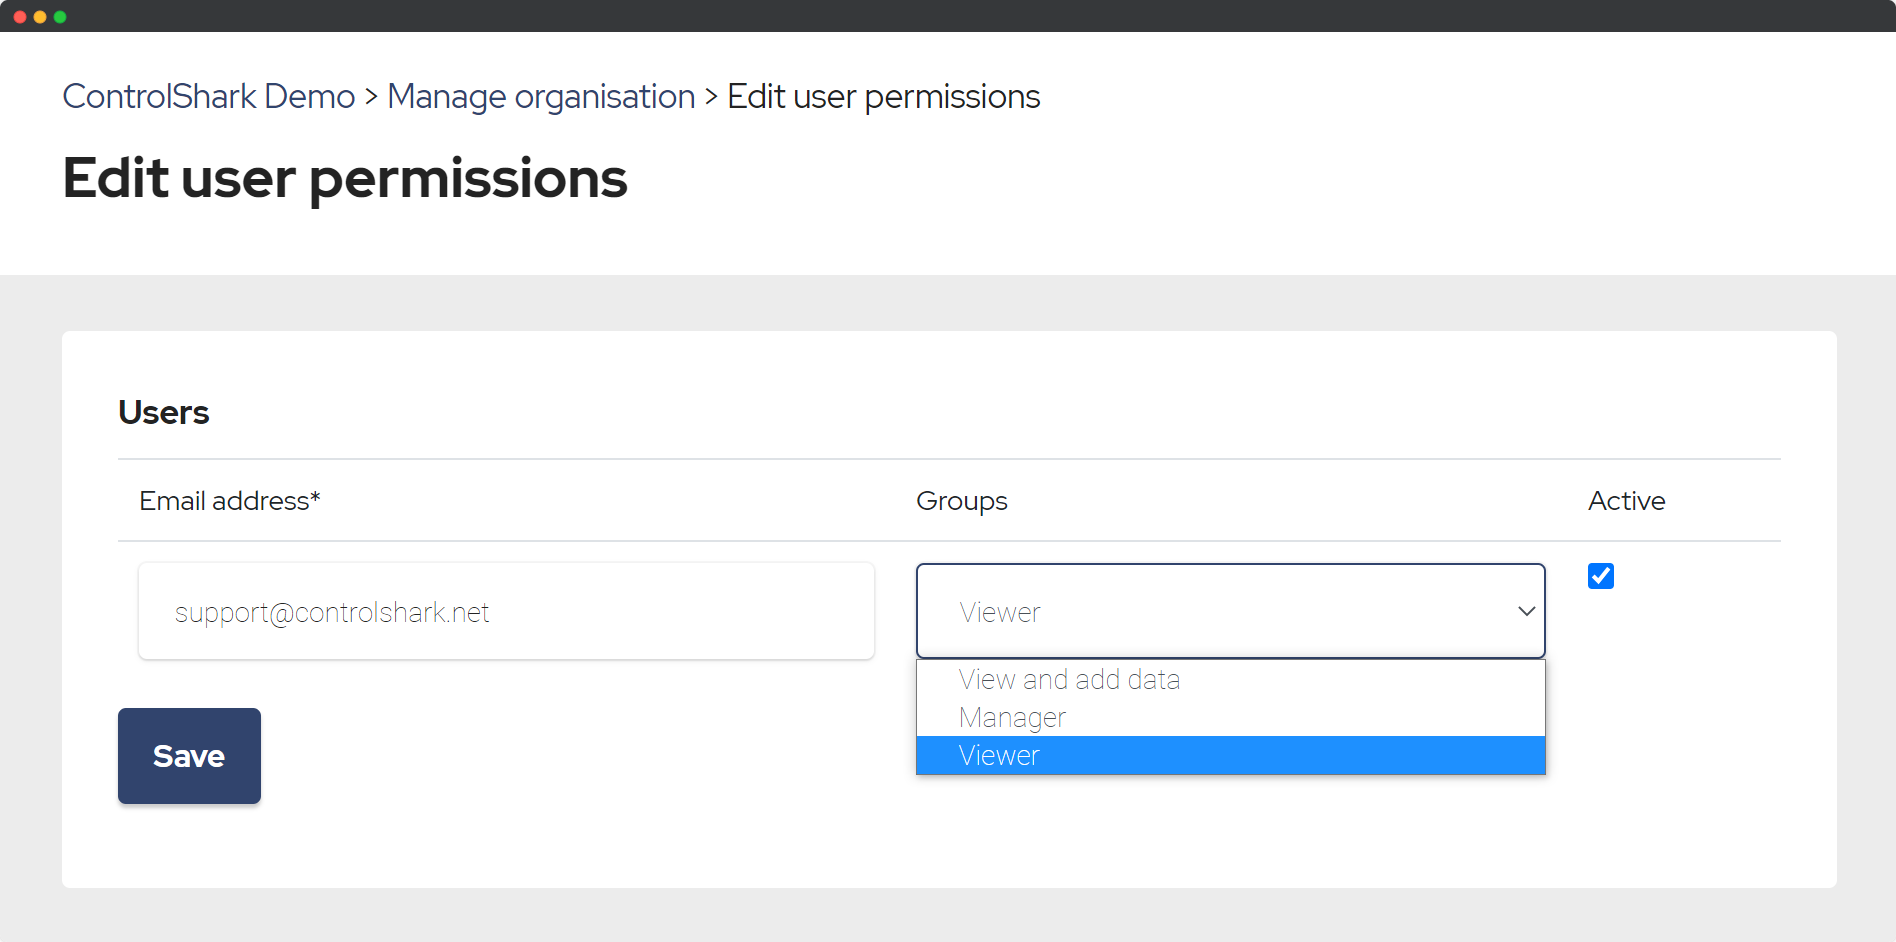 ControlShark Demo > Manage organisation > Edit user permissions
Edit user permissions
Users
Email address* Groups Active
support@controlshark.net Viewer
View and add data
Manager
Viewer
Save